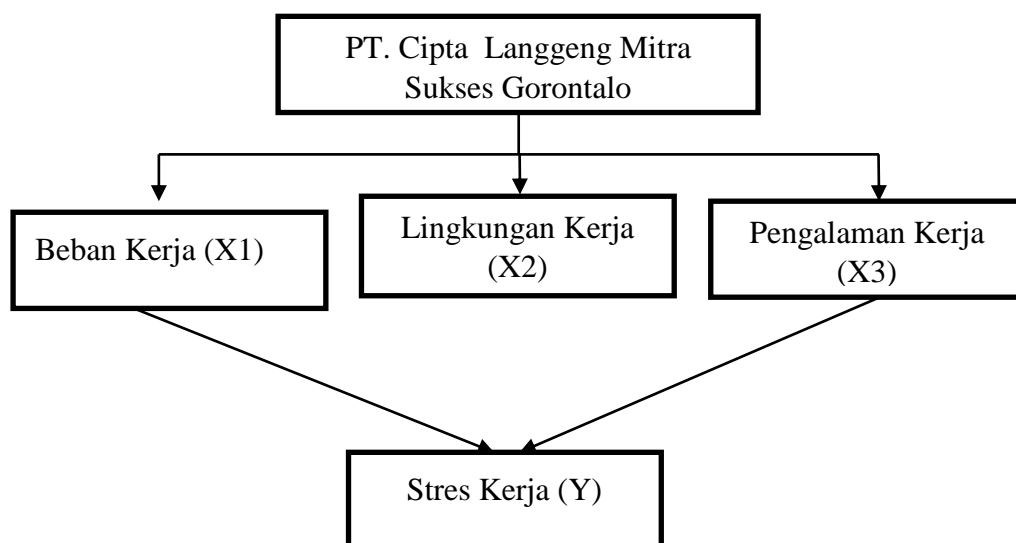 PT. Cipta Langgeng Mitra
Sukses Gorontalo
Beban Kerja (X1)
Lingkungan Kerja
(X2)
Pengalaman Kerja
(X3)
Stres Kerja (Y)